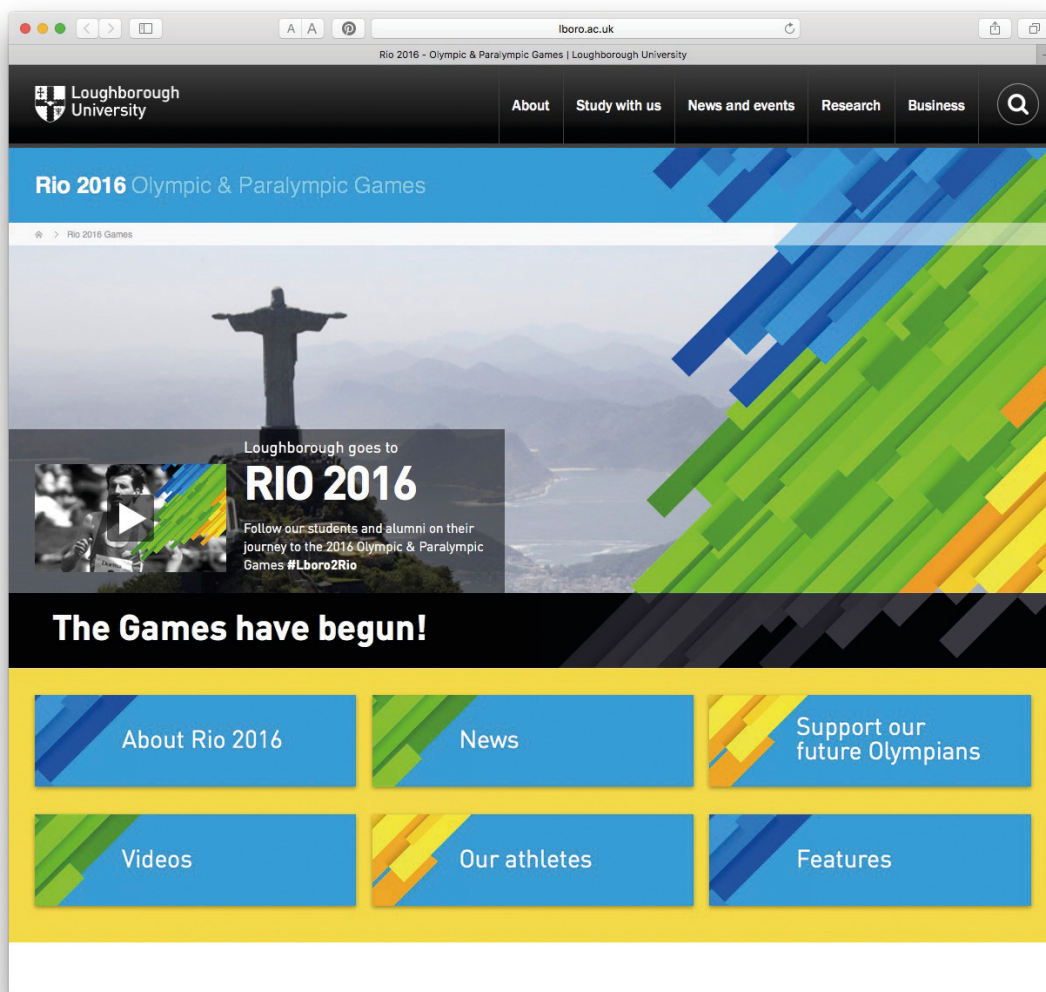 A A
lboro.ac.uk
Rio 2016 - Olympic & Paralympic Games | Loughborough University
Loughborough
University
About
Study with us
News and events
Research
Business
Rio 2016 Olympic & Paralympic Games
> Rio 2016 Games
Loughborough goes to
RIO 2016
Follow our students and alumni on their
journey to the 2016 Olympic & Paralympic
Games #Lboro2Rio
The Games have begun!
About Rio 2016
News
Support our
future Olympians
Videos
Our athletes
Features